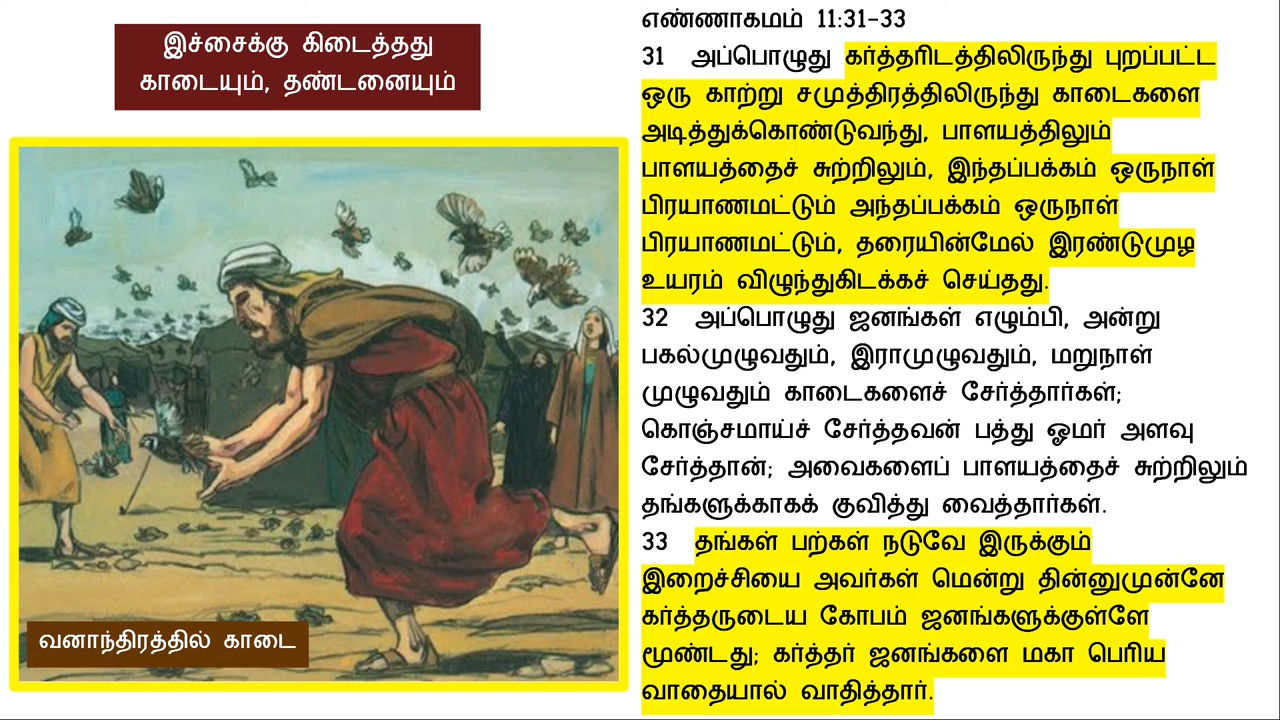 இச்சைக்கு கிடைத்தது
காடையும், தண்டனையும்
வனாந்திரத்தில் காடை
எண்ணாகமம் 11:31-33
31 அப்பொழுது கர்த்தரிடத்திலிருந்து புறப்பட்ட
ஒரு காற்று சமுத்திரத்திலிருந்து காடைகளை
அடித்துக்கொண்டுவந்து, பாளயத்திலும்
பாளயத்தைச் சுற்றிலும், இந்தப்பக்கம் ஒருநாள்
பிரயாணமட்டும் அந்தப்பக்கம் ஒருநாள்
பிரயாணமட்டும், தரையின்மேல் இரண்டுமுழ
உயரம் விழுந்துகிடக்கச் செய்தது.
32 அப்பொழுது ஜனங்கள் எழும்பி, அன்று
பகல்முழுவதும், இராமுழுவதும், மறுநாள்
முழுவதும் காடைகளைச் சேர்த்தார்கள்;
கொஞ்சமாய்ச் சேர்த்தவன் பத்து ஓமர் அளவு
சேர்த்தான்; அவைகளைப் பாளயத்தைச் சுற்றிலும்
தங்களுக்காகக் குவித்து வைத்தார்கள்.
33 தங்கள் பற்கள் நடுவே இருக்கும்
இறைச்சியை அவர்கள் மென்று தின்னுமுன்னே
கர்த்தருடைய கோபம் ஜனங்களுக்குள்ளே
மூண்டது; கர்த்தர் ஜனங்களை மகா பெரிய
வாதையால் வாதித்தார்.